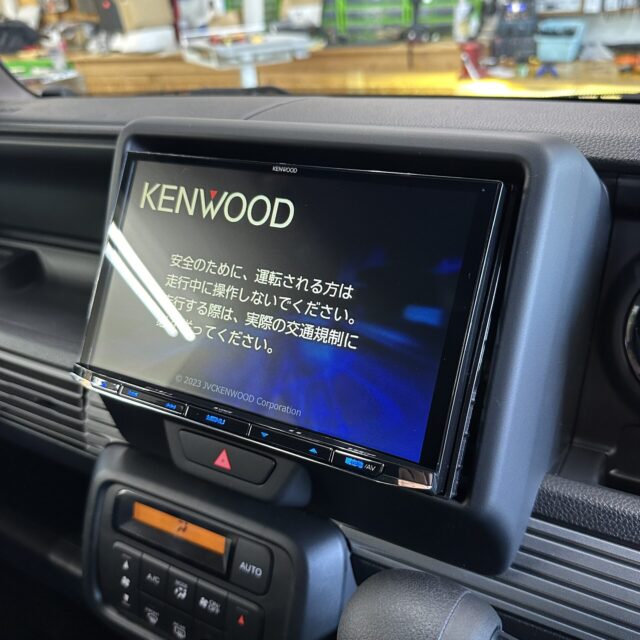 KENWOOD
KENWOOD
安全のために、運転される方は
走行中に操作しないでください。
行する際は、実際の交通規制に
ってください。
© 2023 JVCKENWOOD Corporation
MENU
/AV
A/C
AUTO